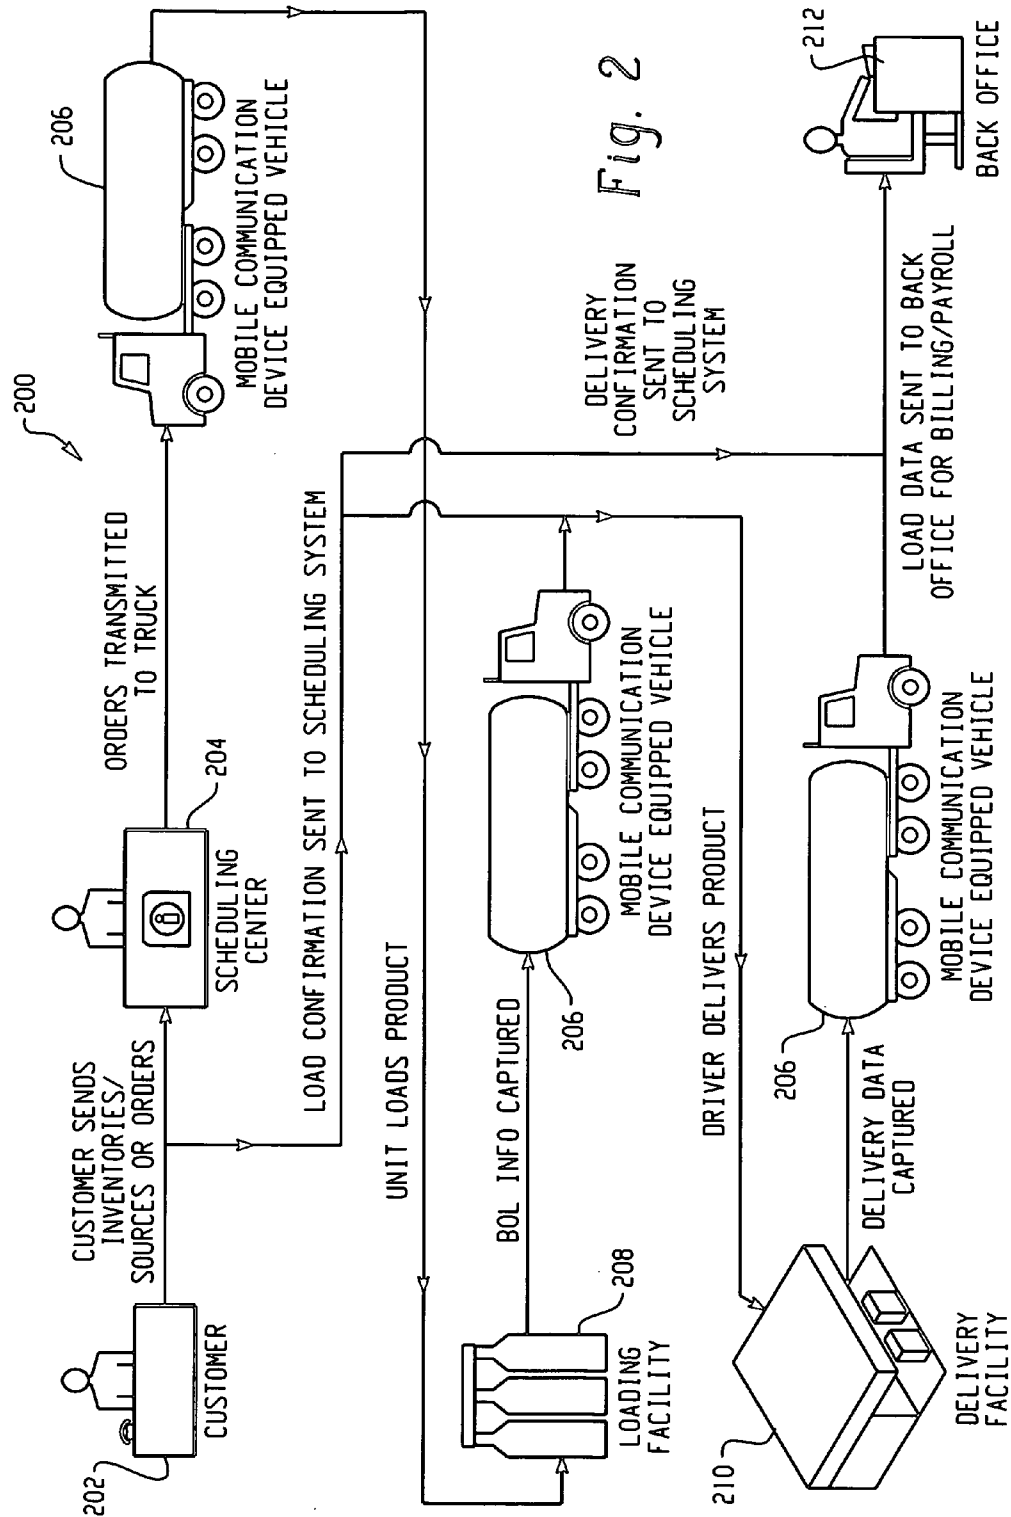 200
202
CUSTOMER
CUSTOMER SENDS
INVENTORIES/
SOURCES OR ORDERS
204
SCHEDULING
CENTER
ORDERS TRANSMITTED
TO TRUCK
206
MOBILE COMMUNICATION
DEVICE EQUIPPED VEHICLE
LOAD CONFIRMATION SENT TO SCHEDULING SYSTEM
UNIT LOADS PRODUCT
208
LOADING
FACILITY
BOL INFO CAPTURED
206
MOBILE COMMUNICATION
DEVICE EQUIPPED VEHICLE
DELIVERY
CONFIRMATION
SENT TO
SCHEDULING
SYSTEM
Fig. 2
DRIVER DELIVERS PRODUCT
210
DELIVERY
FACILITY
DELIVERY DATA
CAPTURED
206
MOBILE COMMUNICATION
DEVICE EQUIPPED VEHICLE
LOAD DATA SENT TO BACK
OFFICE FOR BILLING/PAYROLL
212
BACK OFFICE